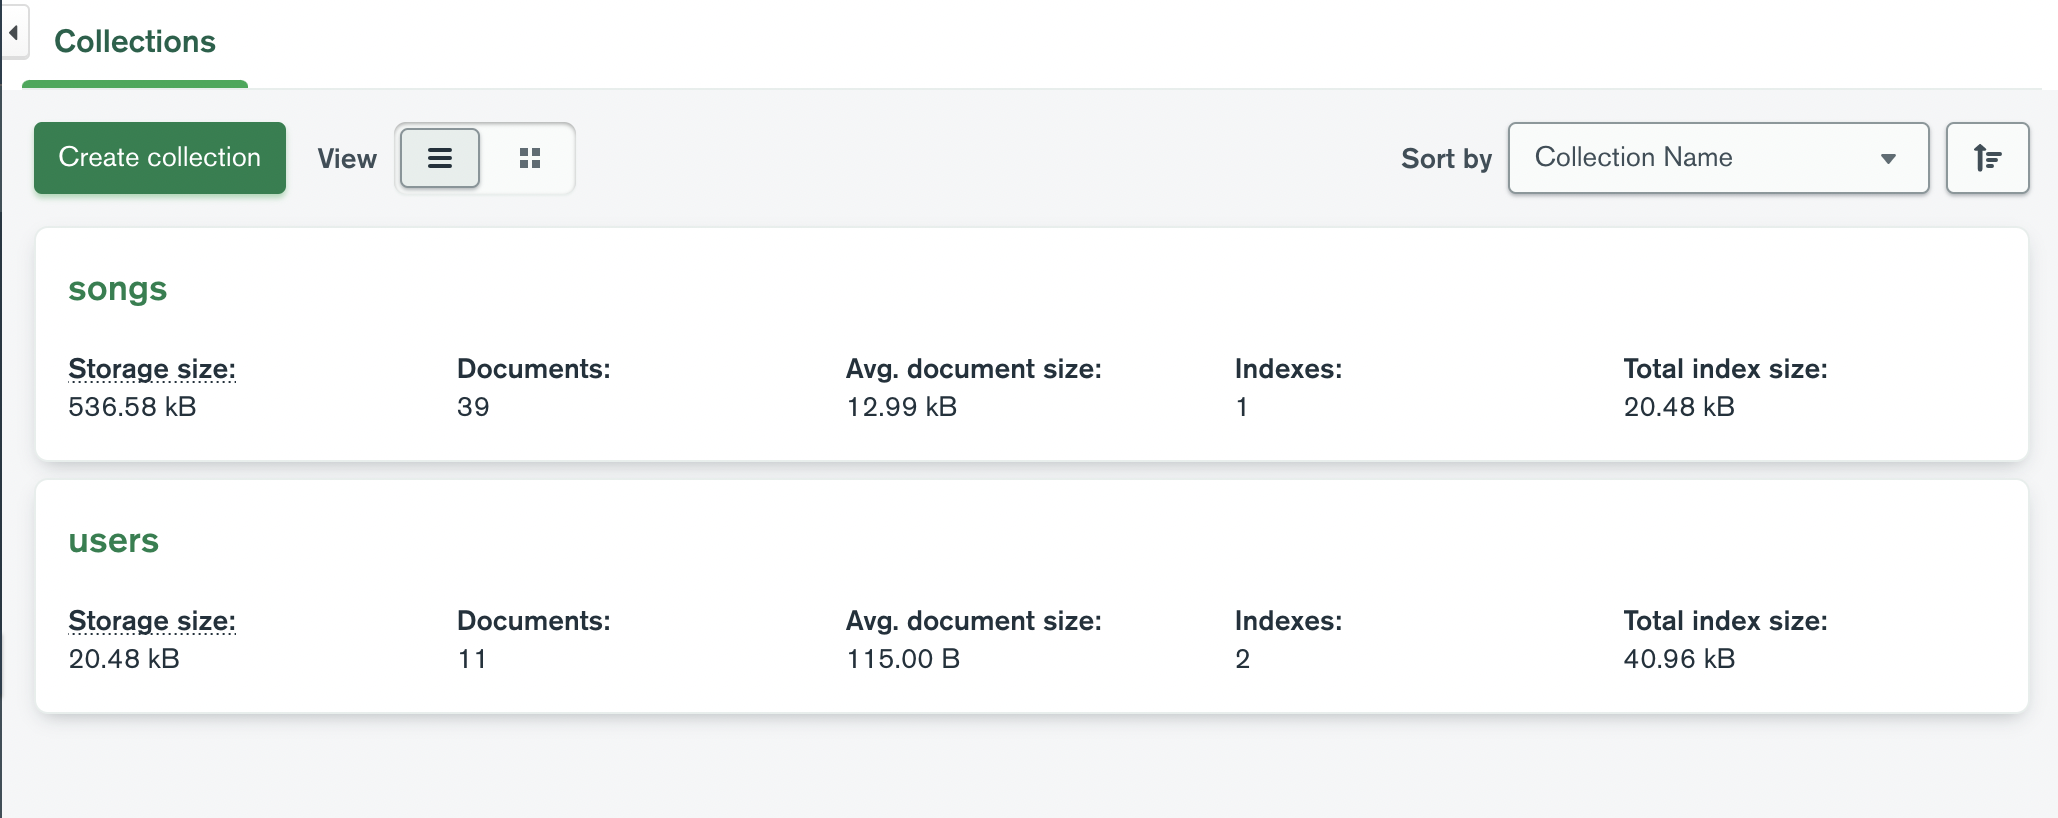 Collections
Create collection View Sort by Collection Name
songs
Storage size: Documents: Avg. document size: Indexes: Total index size:
536.58 kB 39 12.99 kB 1 20.48 kB
users
Storage size: Documents: Avg. document size: Indexes: Total index size:
20.48 kB 11 115.00 B 2 40.96 kB